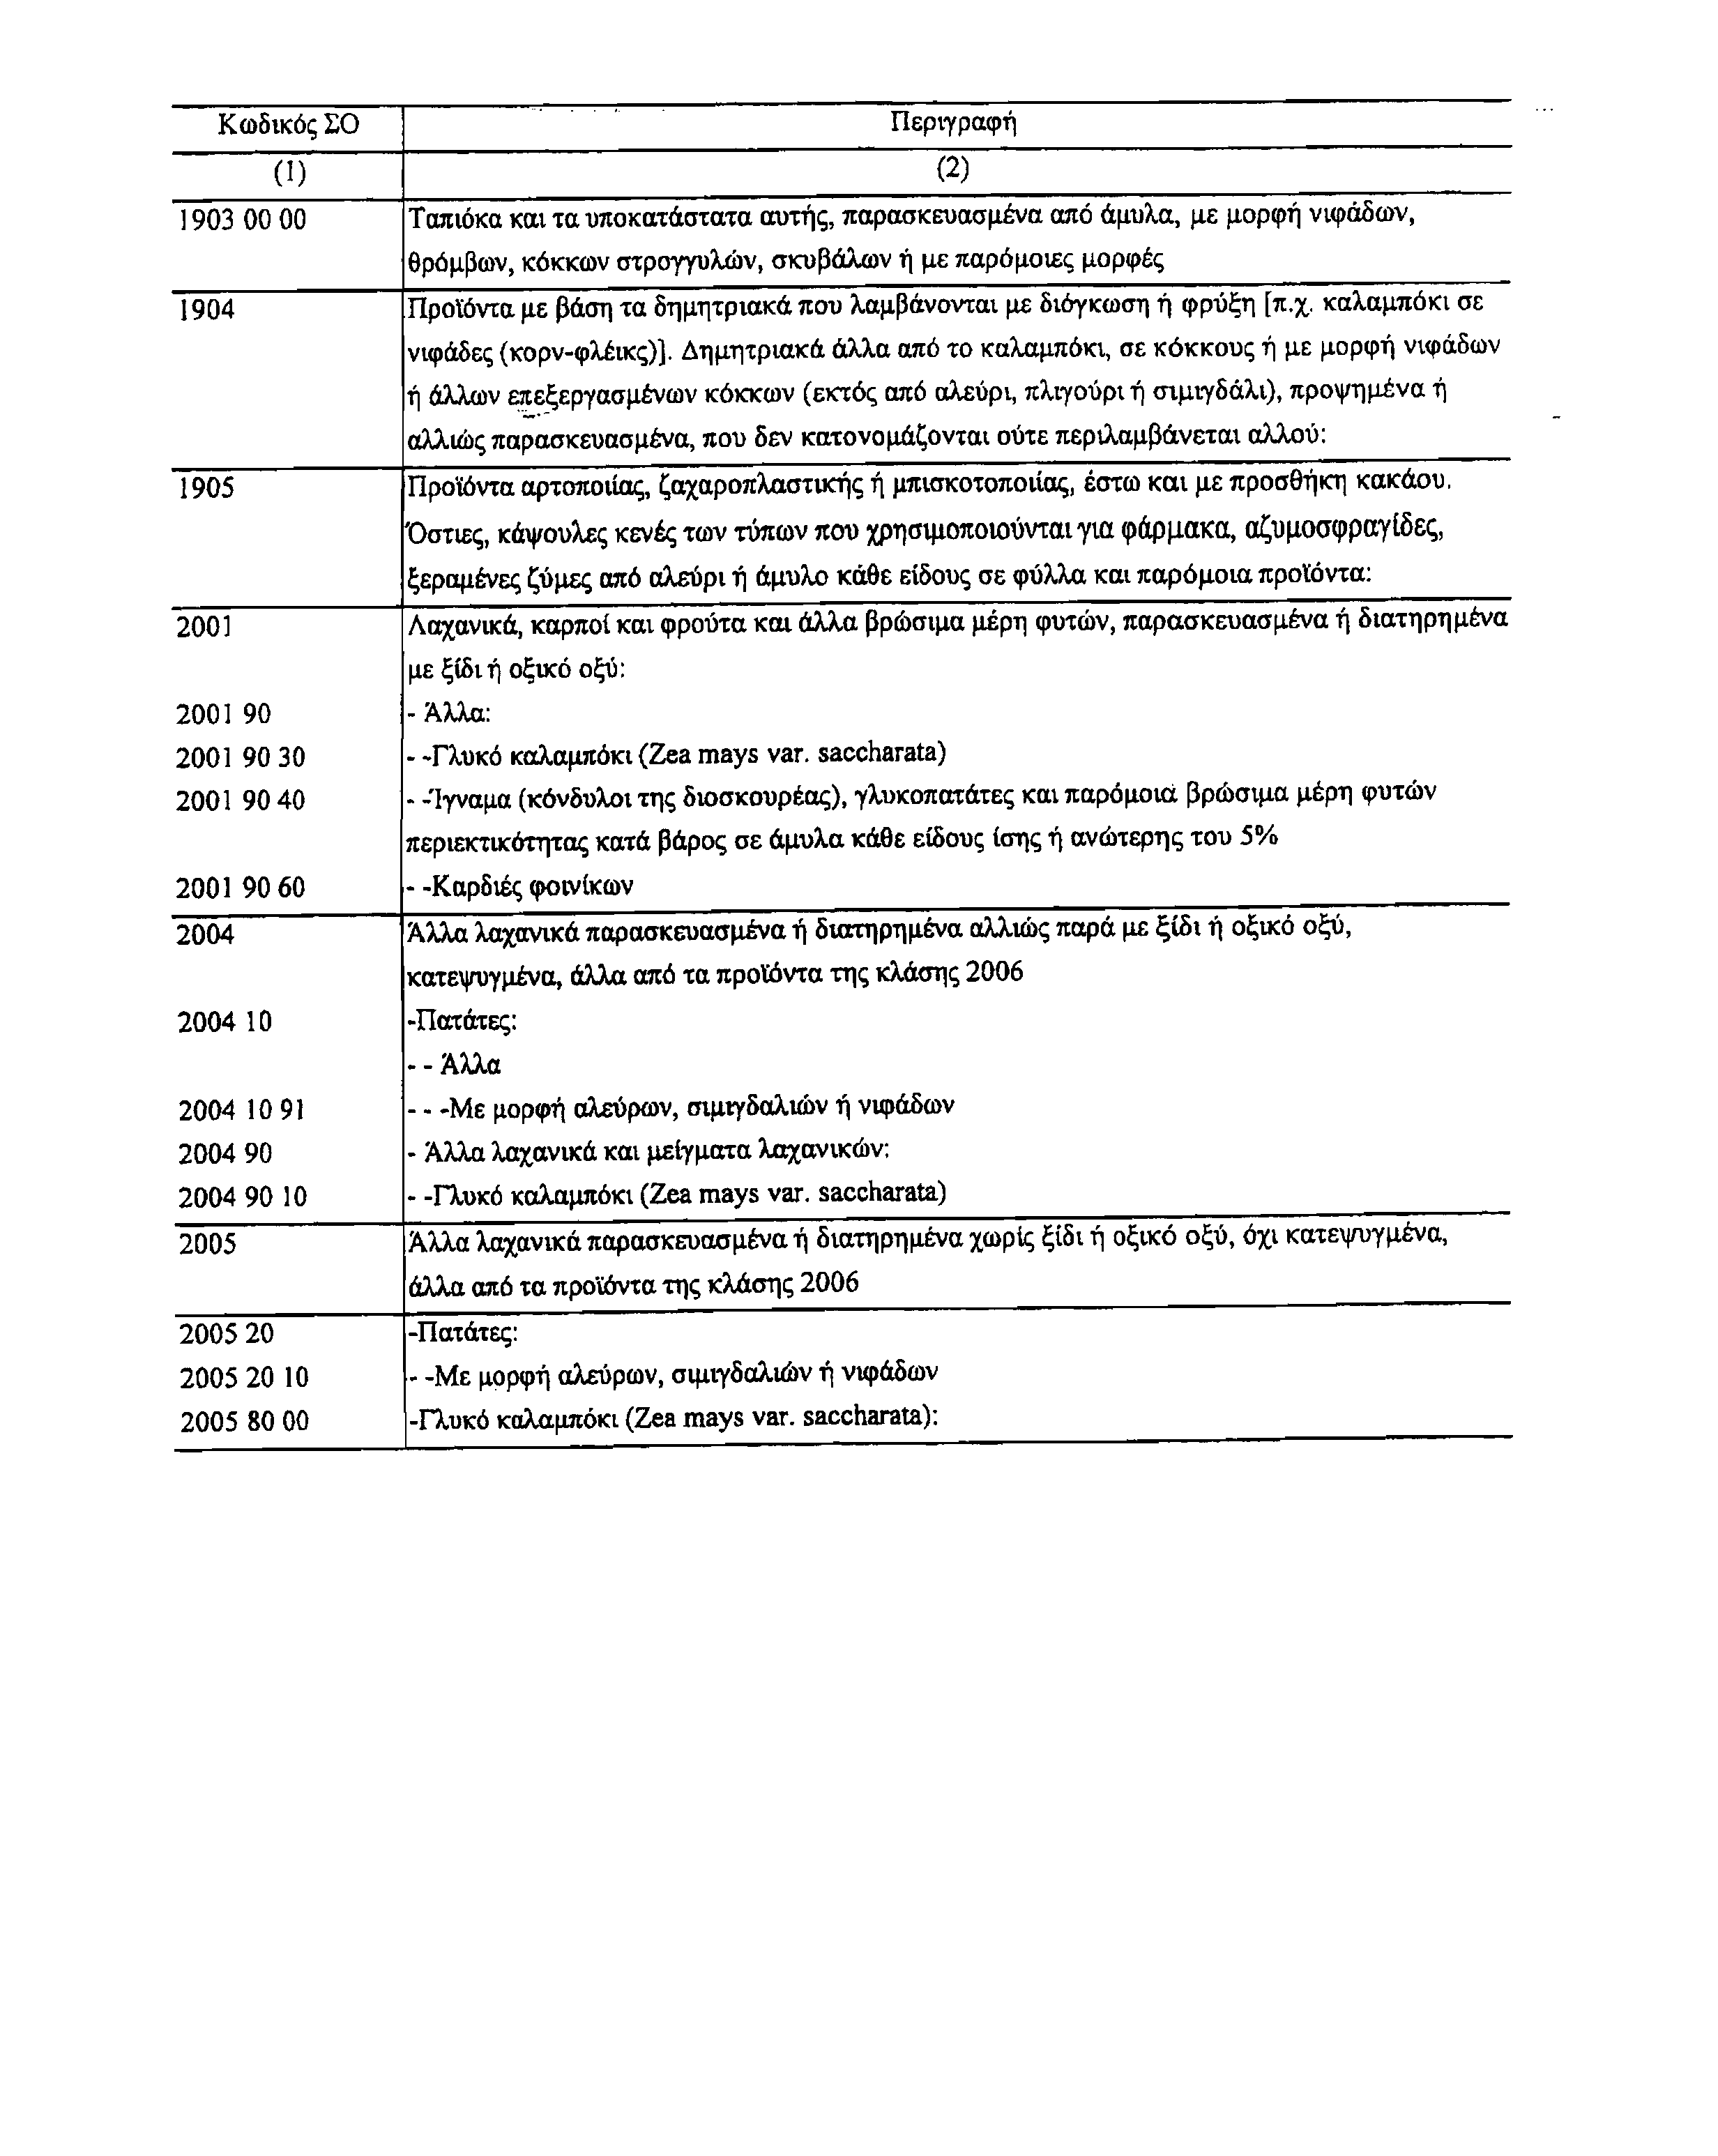 Κωδικός ΣΟ Περιγραφή
(1) (2)
1903 00 00 Ταπιόκα και τα υποκατάστατα αυτής, παρασκευασμένα από άμυλα, με μορφή νιφάδων,
θρόμβων, κόκκων στρογγυλών, σκυβάλων ή με παρόμοιες μορφές
1904 Προϊόντα με βάση τα δημητριακά που λαμβάνονται με διόγκωση ή φρύξη [π.χ. καλαμπόκι σε
νιφάδες (κορν-φλέικς)]. Δημητριακά άλλα από το καλαμπόκι, σε κόκκους ή με μορφή νιφάδων
ή άλλων επεξεργασμένων κόκκων (εκτός από αλεύρι, πλιγούρι ή σιμιγδάλι), προψημένα ή
αλλιώς παρασκευασμένα, που δεν κατονομάζονται ούτε περιλαμβάνεται αλλού:
1905 Προϊόντα αρτοποιίας, ζαχαροπλαστικής ή μπισκοτοποιίας, έστω και με προσθήκη κακάου.
Όστιες, κάψουλες κενές των τύπων που χρησιμοποιούνται για φάρμακα, αζυμοσφραγίδες,
ξεραμένες ζύμες από αλεύρι ή άμυλο κάθε είδους σε φύλλα και παρόμοια προϊόντα:
2001 Λαχανικά, καρποί και φρούτα και άλλα βρώσιμα μέρη φυτών, παρασκευασμένα ή διατηρημένα
με ξίδι ή οξικό οξύ:
2001 90 - Άλλα:
2001 90 30 - -Γλυκό καλαμπόκι (Zea mays var. saccharata)
2001 90 40 - -Ίγναμα (κόνδυλοι της διοσκουρέας), γλυκοπατάτες και παρόμοια βρώσιμα μέρη φυτών
περιεκτικότητας κατά βάρος σε άμυλα κάθε είδους ίσης ή ανώτερης του 5%
2001 90 60 - -Καρδιές φοινίκων
2004 Άλλα λαχανικά παρασκευασμένα ή διατηρημένα αλλιώς παρά με ξίδι ή οξικό οξύ,
κατεψυγμένα, άλλα από τα προϊόντα της κλάσης 2006
2004 10 -Πατάτες:
- - Άλλα
2004 10 91 - - -Με μορφή αλεύρων, σιμιγδαλιών ή νιφάδων
2004 90 - Άλλα λαχανικά και μείγματα λαχανικών:
2004 90 10 - -Γλυκό καλαμπόκι (Zea mays var. saccharata)
2005 Άλλα λαχανικά παρασκευασμένα ή διατηρημένα χωρίς ξίδι ή οξικό οξύ, όχι κατεψυγμένα,
άλλα από τα προϊόντα της κλάσης 2006
2005 20 -Πατάτες:
2005 20 10 - -Με μορφή αλεύρων, σιμιγδαλιών ή νιφάδων
2005 80 00 -Γλυκό καλαμπόκι (Zea mays var. saccharata):